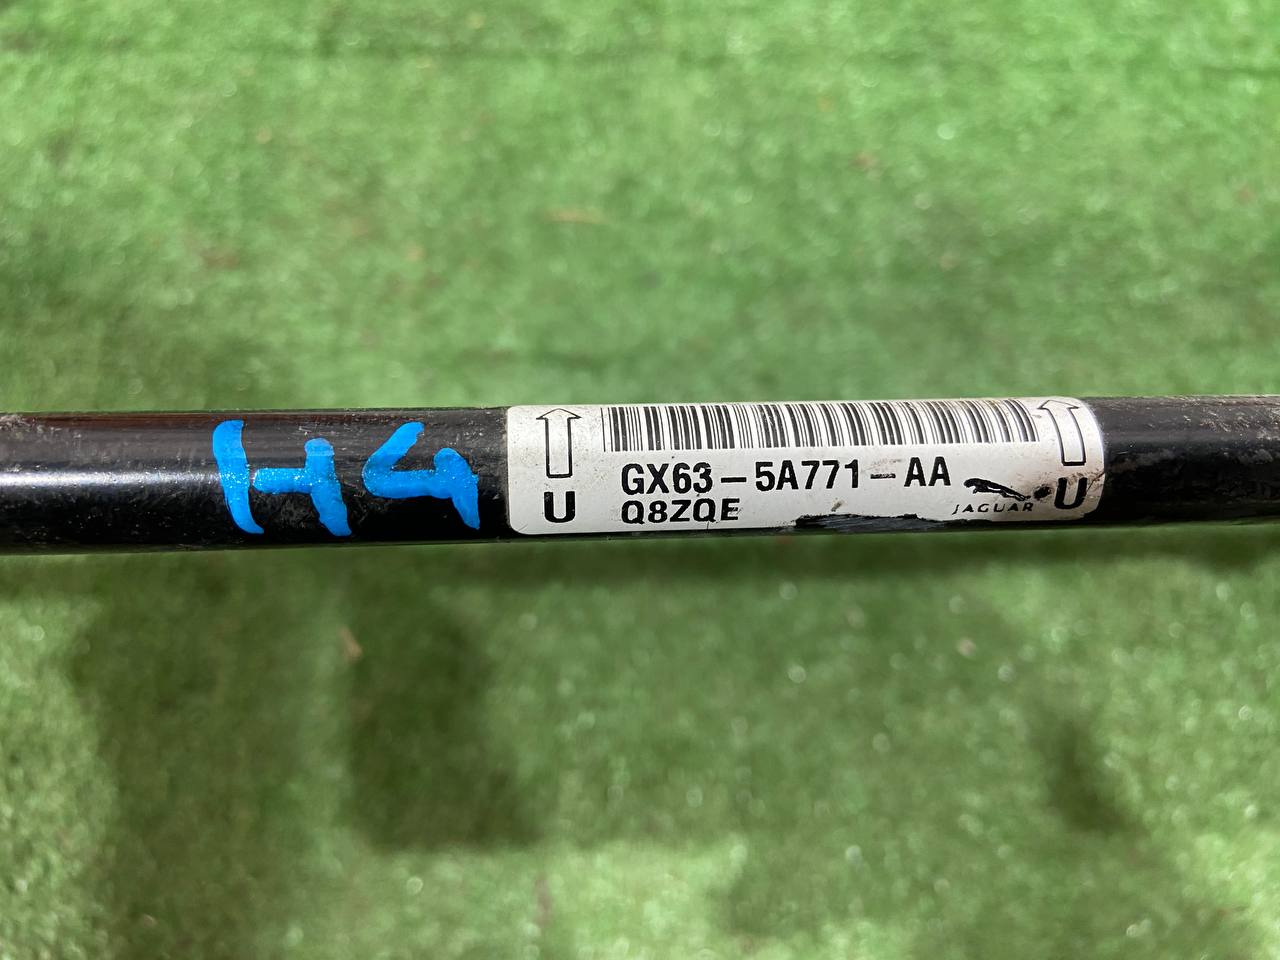 H4
U
GX63-5A771-AA
Q8ZQE
JAGUAR
U